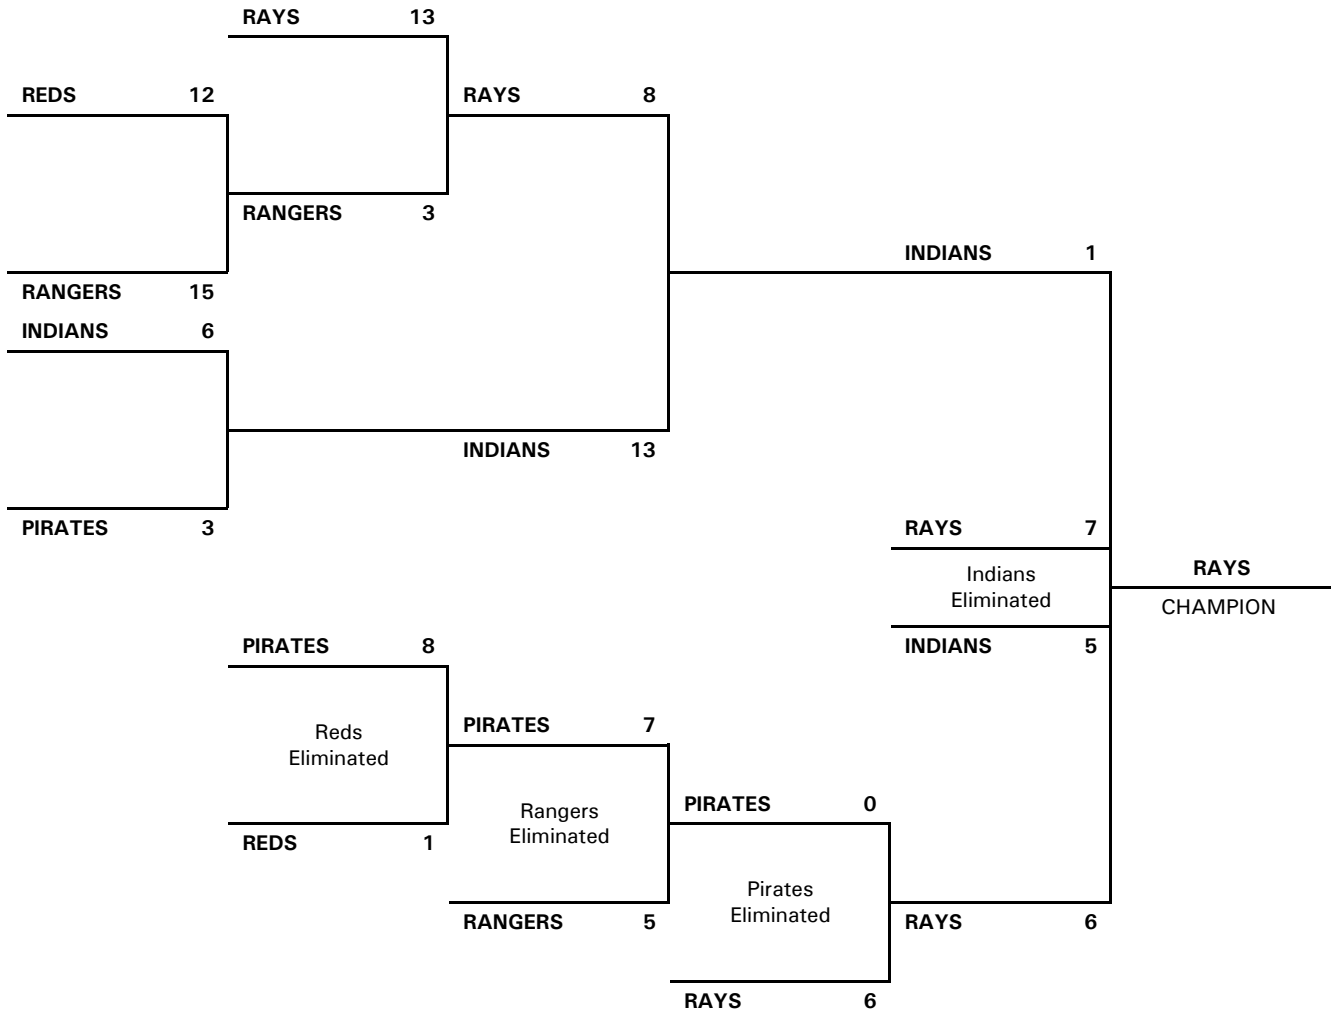 RAYS 13
REDS 12
RAYS 8
RANGERS 3
INDIANS 1
RANGERS 15
INDIANS 6
INDIANS 13
PIRATES 3
RAYS 7
Indians
Eliminated
RAYS
CHAMPION
INDIANS 5
PIRATES 8
Reds
Eliminated
PIRATES 7
REDS 1
Rangers
Eliminated
PIRATES 0
RANGERS 5
Pirates
Eliminated
RAYS 6
RAYS 6